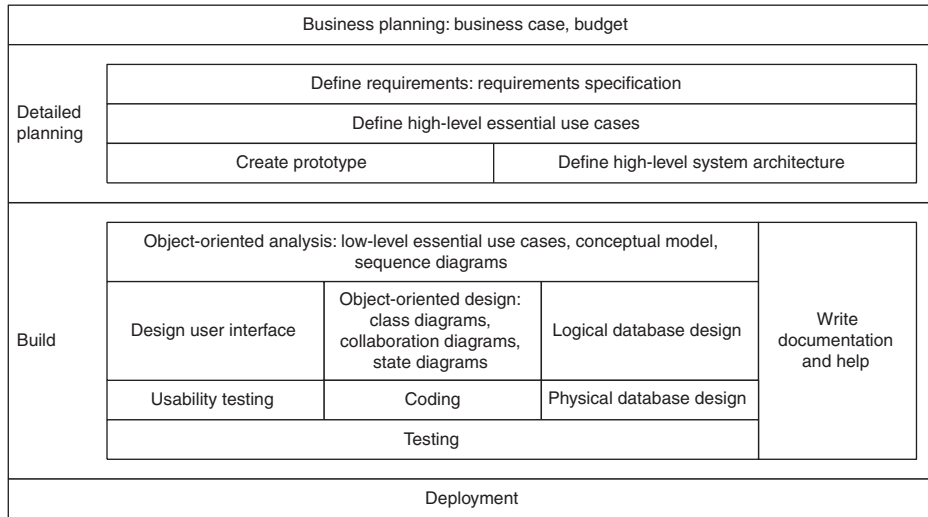 Business planning: business case, budget
Detailed
planning
Define requirements: requirements specification
Define high-level essential use cases
Create prototype
Define high-level system architecture
Build
Object-oriented analysis: low-level essential use cases, conceptual model,
sequence diagrams
Design user interface
Object-oriented design:
class diagrams,
collaboration diagrams,
state diagrams
Logical database design
Usability testing
Coding
Physical database design
Testing
Write
documentation
and help
Deployment